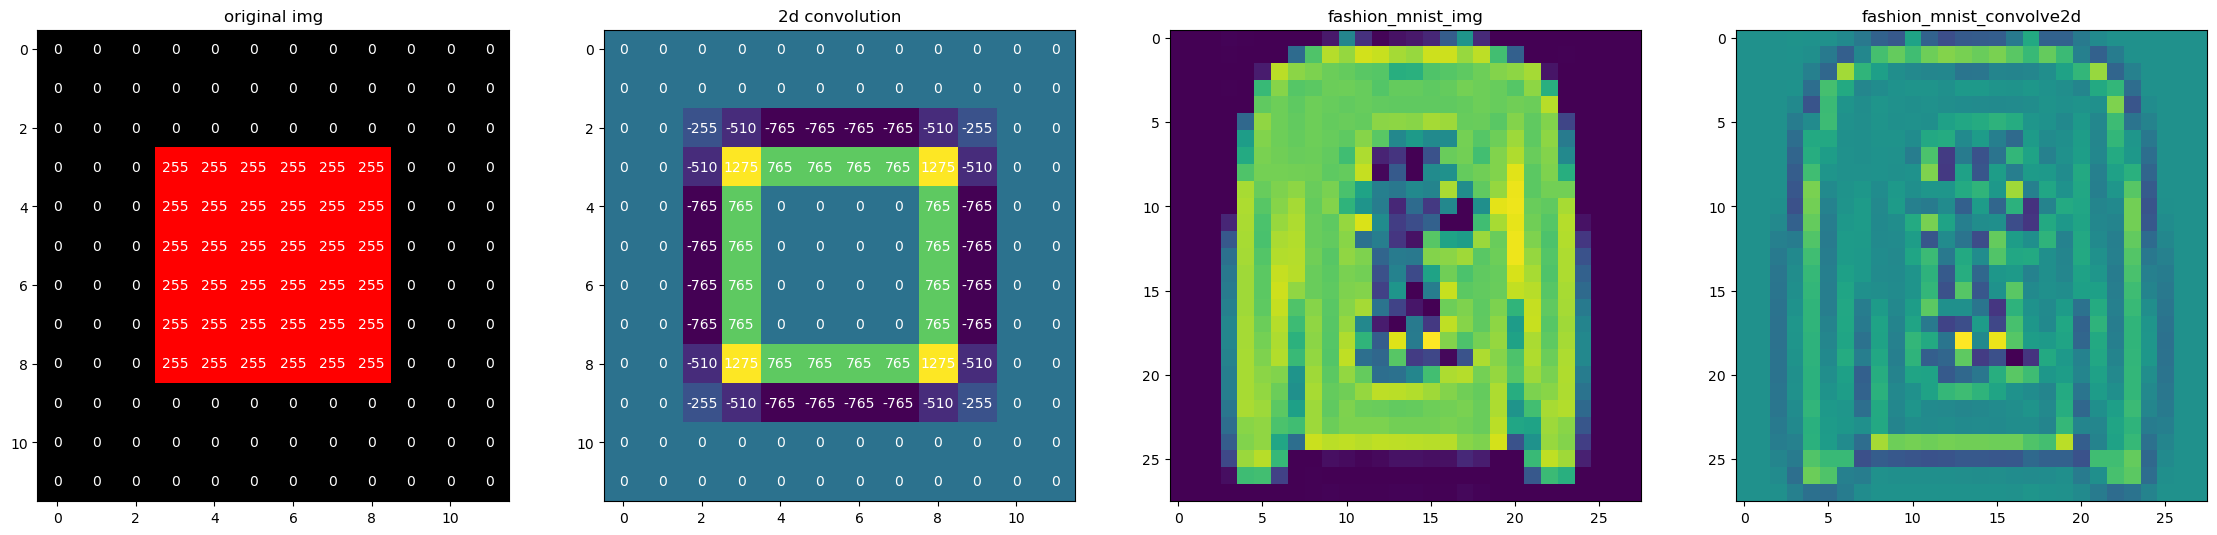 original img
0 0 0 0 0 0 0 0 0 0 0 0 0
0 0 0 0 0 0 0 0 0 0 0 0
2 0 0 0 0 0 0 0 0 0 0 0 0
0 0 0 255 255 255 255 255 255 0 0 0
4 0 0 0 255 255 255 255 255 255 0 0 0
0 0 0 255 255 255 255 255 255 0 0 0
6 0 0 0 255 255 255 255 255 255 0 0 0
0 0 0 255 255 255 255 255 255 0 0 0
8 0 0 0 255 255 255 255 255 255 0 0 0
0 0 0 0 0 0 0 0 0 0 0 0
10 0 0 0 0 0 0 0 0 0 0 0 0
0 0 0 0 0 0 0 0 0 0 0 0
0 2 4 6 8 10
2d convolution
0 0 0 0 0 0 0 0 0 0 0 0 0
0 0 0 0 0 0 0 0 0 0 0 0
2 0 0 -255 -510 -765 -765 -765 -765 -510 -255 0 0
0 0 -510 1275 765 765 765 765 1275 -510 0 0
4 0 0 -765 765 0 0 0 0 765 -765 0 0
0 0 -765 765 0 0 0 0 765 -765 0 0
6 0 0 -765 765 0 0 0 0 765 -765 0 0
0 0 -765 765 0 0 0 0 765 -765 0 0
8 0 0 -510 1275 765 765 765 765 1275 -510 0 0
0 0 -255 -510 -765 -765 -765 -765 -510 -255 0 0
10 0 0 0 0 0 0 0 0 0 0 0 0
0 0 0 0 0 0 0 0 0 0 0 0
0 2 4 6 8 10
fashion_mnist_img
0
5
10
15
20
25
0 5 10 15 20 25
fashion_mnist_convolve2d
0
5
10
15
20
25
0 5 10 15 20 25